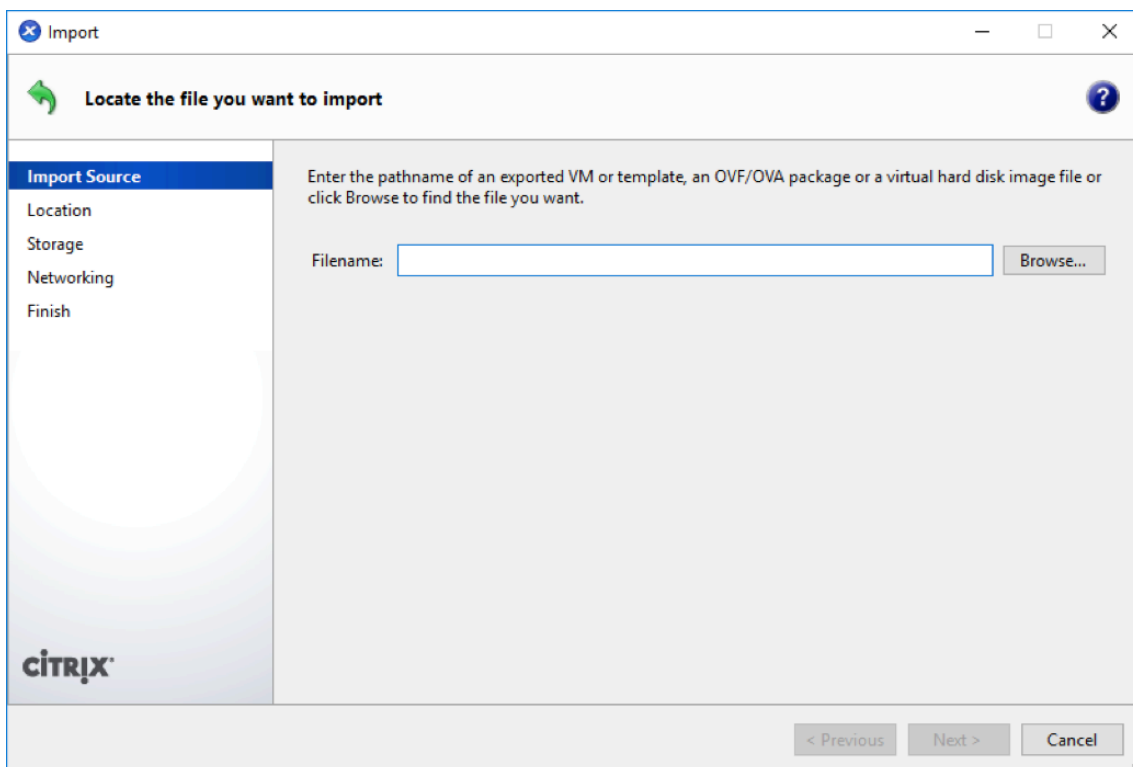 Import
Locate the file you want to import
?
Import Source
Location
Storage
Networking
Finish
Enter the pathname of an exported VM or template, an OVF/OVA package or a virtual hard disk image file or
click Browse to find the file you want.
Filename:
Browse...
CİTRIX
< Previous
Next >
Cancel